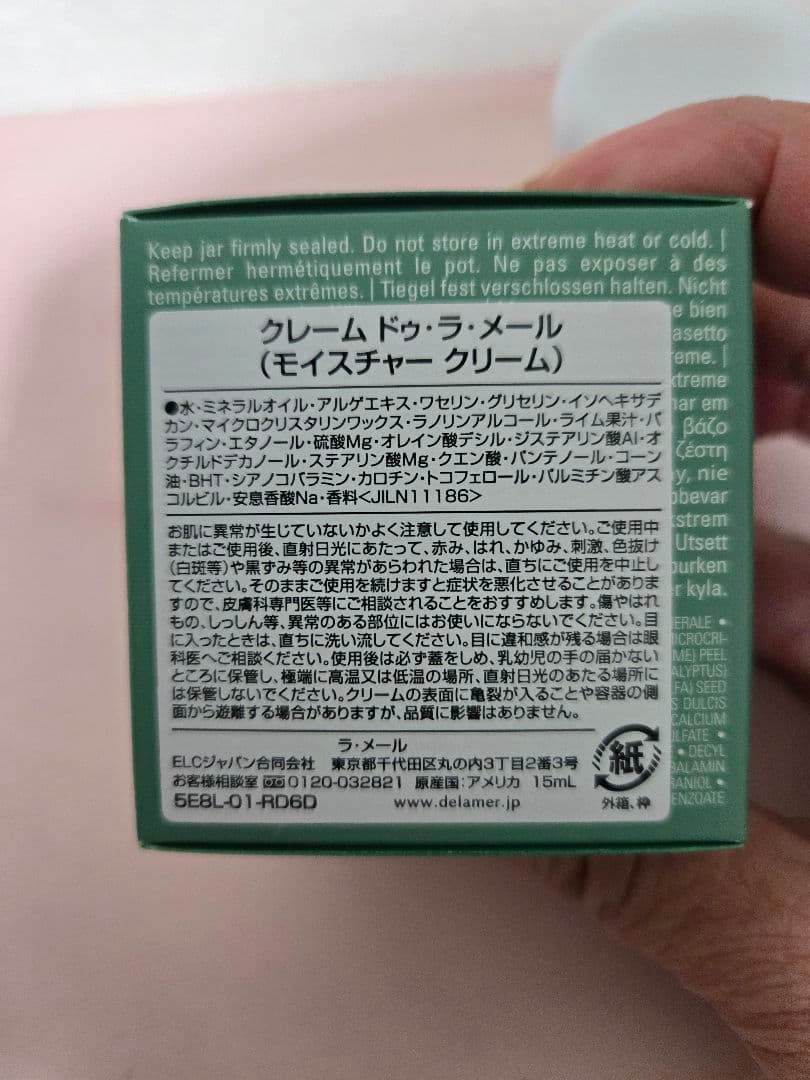 Keep jar firmly sealed. Do not store in extreme heat or cold. |
Refermer hermétiquement le pot. Ne pas exposer à des
températures extrêmes. | Tiegel fest verschlossen halten. Nicht
e bien
asetto
reme. |
xtreme
nar em
βάζο
ζέστη
y, nie
bbevar
kstrem
Utsett
purken
r kyla.
クレーム ドゥ・ラ・メール
(モイスチャー クリーム)
●水・ミネラルオイル・アルゲエキス・ワセリン・グリセリン・イソヘキサデ
カン・マイクロクリスタリンワックス・ラノリンアルコール・ライム果汁・パ
ラフィン・エタノール・硫酸Mg・オレイン酸デシル・ジステアリン酸Al・オ
クチルドデカノール・ステアリン酸Mg・クエン酸・パンテノール・コーン
油・BHT・シアノコバラミン・カロチン・トコフェロール・パルミチン酸アス
コルビル・安息香酸Na・香料<JILN11186>
お肌に異常が生じていないかよく注意して使用してください。ご使用中
またはご使用後、直射日光にあたって、赤み、はれ、かゆみ、刺激、色抜け
(白斑等)や黒ずみ等の異常があらわれた場合は、直ちにご使用を中止し
てください。そのままご使用を続けますと症状を悪化させることがありま
すので、皮膚科専門医等にご相談されることをおすすめします。傷やはれ
もの、しっしん等、異常のある部位にはお使いにならないでください。目
に入ったときは、直ちに洗い流してください。目に違和感が残る場合は眼
科医へご相談ください。使用後は必ず蓋をしめ、乳幼児の手の届かない
ところに保管し、極端に高温又は低温の場所、直射日光のあたる場所に
は保管しないでください。クリームの表面に亀裂が入ることや容器の側
面から遊離する場合がありますが、品質に影響はありません。
ラ・メール
ELCジャパン合同会社 東京都千代田区丸の内3丁目2番3号
お客様相談室 0120-032821 原産国:アメリカ 15mL
5E8L-01-RD6D www.delamer.jp
紙
外箱、枠
ERALE •
ICROCRI-
ME) PEEL
ALYPTUS)
FA) SEED
S DULCIS
CALCIUM
LFATE •
• DECYL
BALAMIN
RANIOL •
ENZOATE